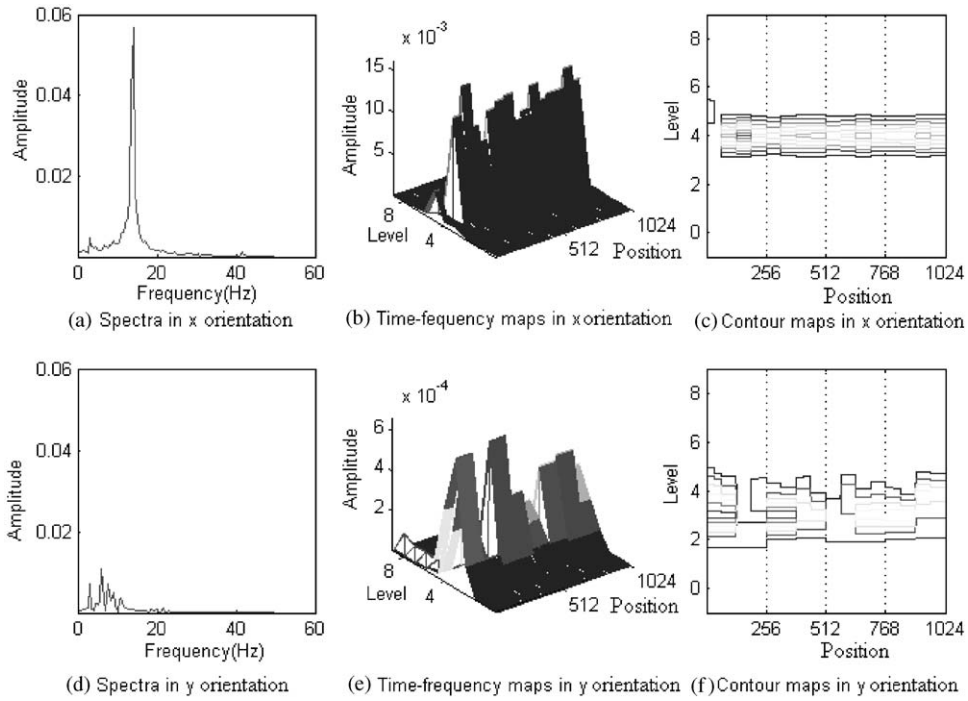 0.06
0.04
0.02
Amplitude
0 20 40 60
Frequency(Hz)
(a) Spectra in x orientation
x 10^-3
15
10
5
Amplitude
8
4
Level
512
1024
Position
(b) Time-fequency maps in x orientation
8
6
4
2
0
Level
256 512 768 1024
Position
(c) Contour maps in x orientation
0.06
0.04
0.02
Amplitude
0 20 40 60
Frequency(Hz)
(d) Spectra in y orientation
x 10^-4
6
4
2
Amplitude
8
4
Level
512
1024
Position
(e) Time-frequency maps in y orientation
8
6
4
2
0
Level
256 512 768 1024
Position
(f) Contour maps in y orientation